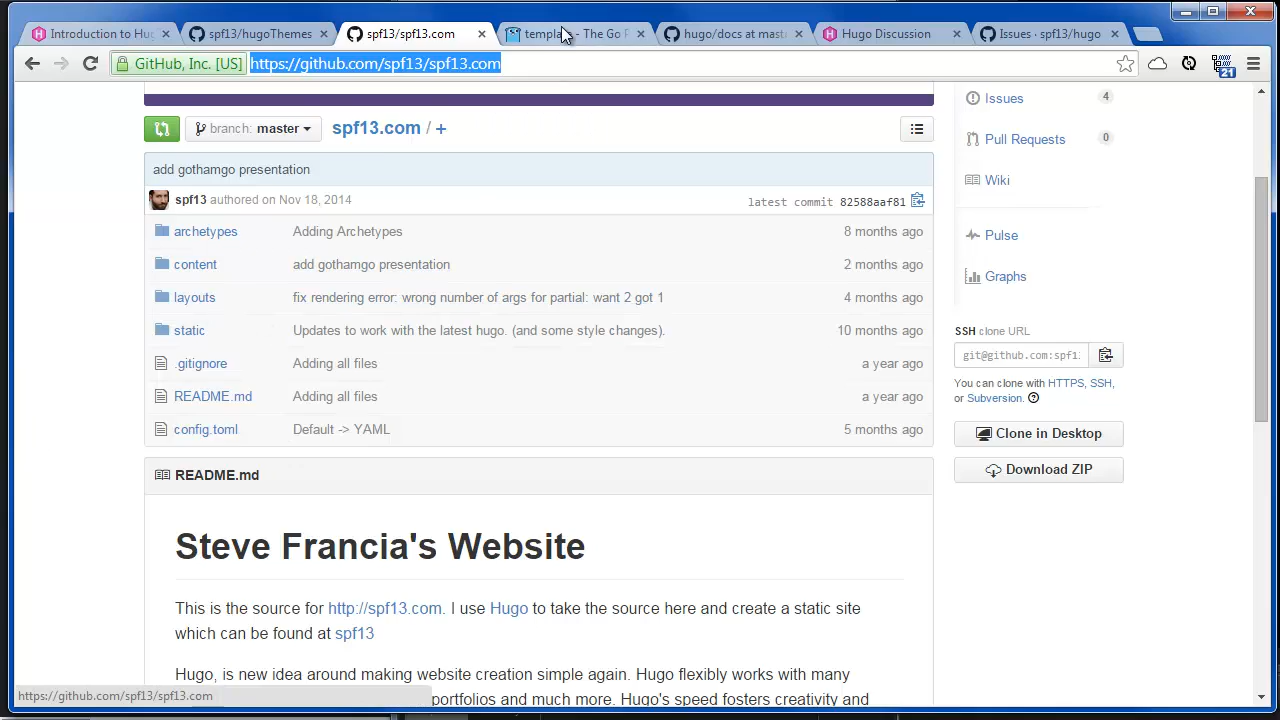 Introduction to Hug
spf13/hugoThemes
spf13/spf13.com
templa - The Go P
hugo/docs at mast
Hugo Discussion
Issues · spf13/hugo
GitHub, Inc. [US]
https://github.com/spf13/spf13.com
21
branch: master
spf13.com / +
add gothamgo presentation
spf13 authored on Nov 18, 2014
latest commit 82588aaf81
archetypes Adding Archetypes 8 months ago
content add gothamgo presentation 2 months ago
layouts fix rendering error: wrong number of args for partial: want 2 got 1 4 months ago
static Updates to work with the latest hugo. (and some style changes). 10 months ago
.gitignore Adding all files a year ago
README.md Adding all files a year ago
config.toml Default -> YAML 5 months ago
README.md
Steve Francia's Website
This is the source for http://spf13.com. I use Hugo to take the source here and create a static site
which can be found at spf13
Hugo, is new idea around making website creation simple again. Hugo flexibly works with many
portfolios and much more. Hugo's speed fosters creativity and
Issues 4
Pull Requests 0
Wiki
Pulse
Graphs
SSH clone URL
git@github.com:spf1
You can clone with HTTPS, SSH,
or Subversion.
Clone in Desktop
Download ZIP
https://github.com/spf13/spf13.com